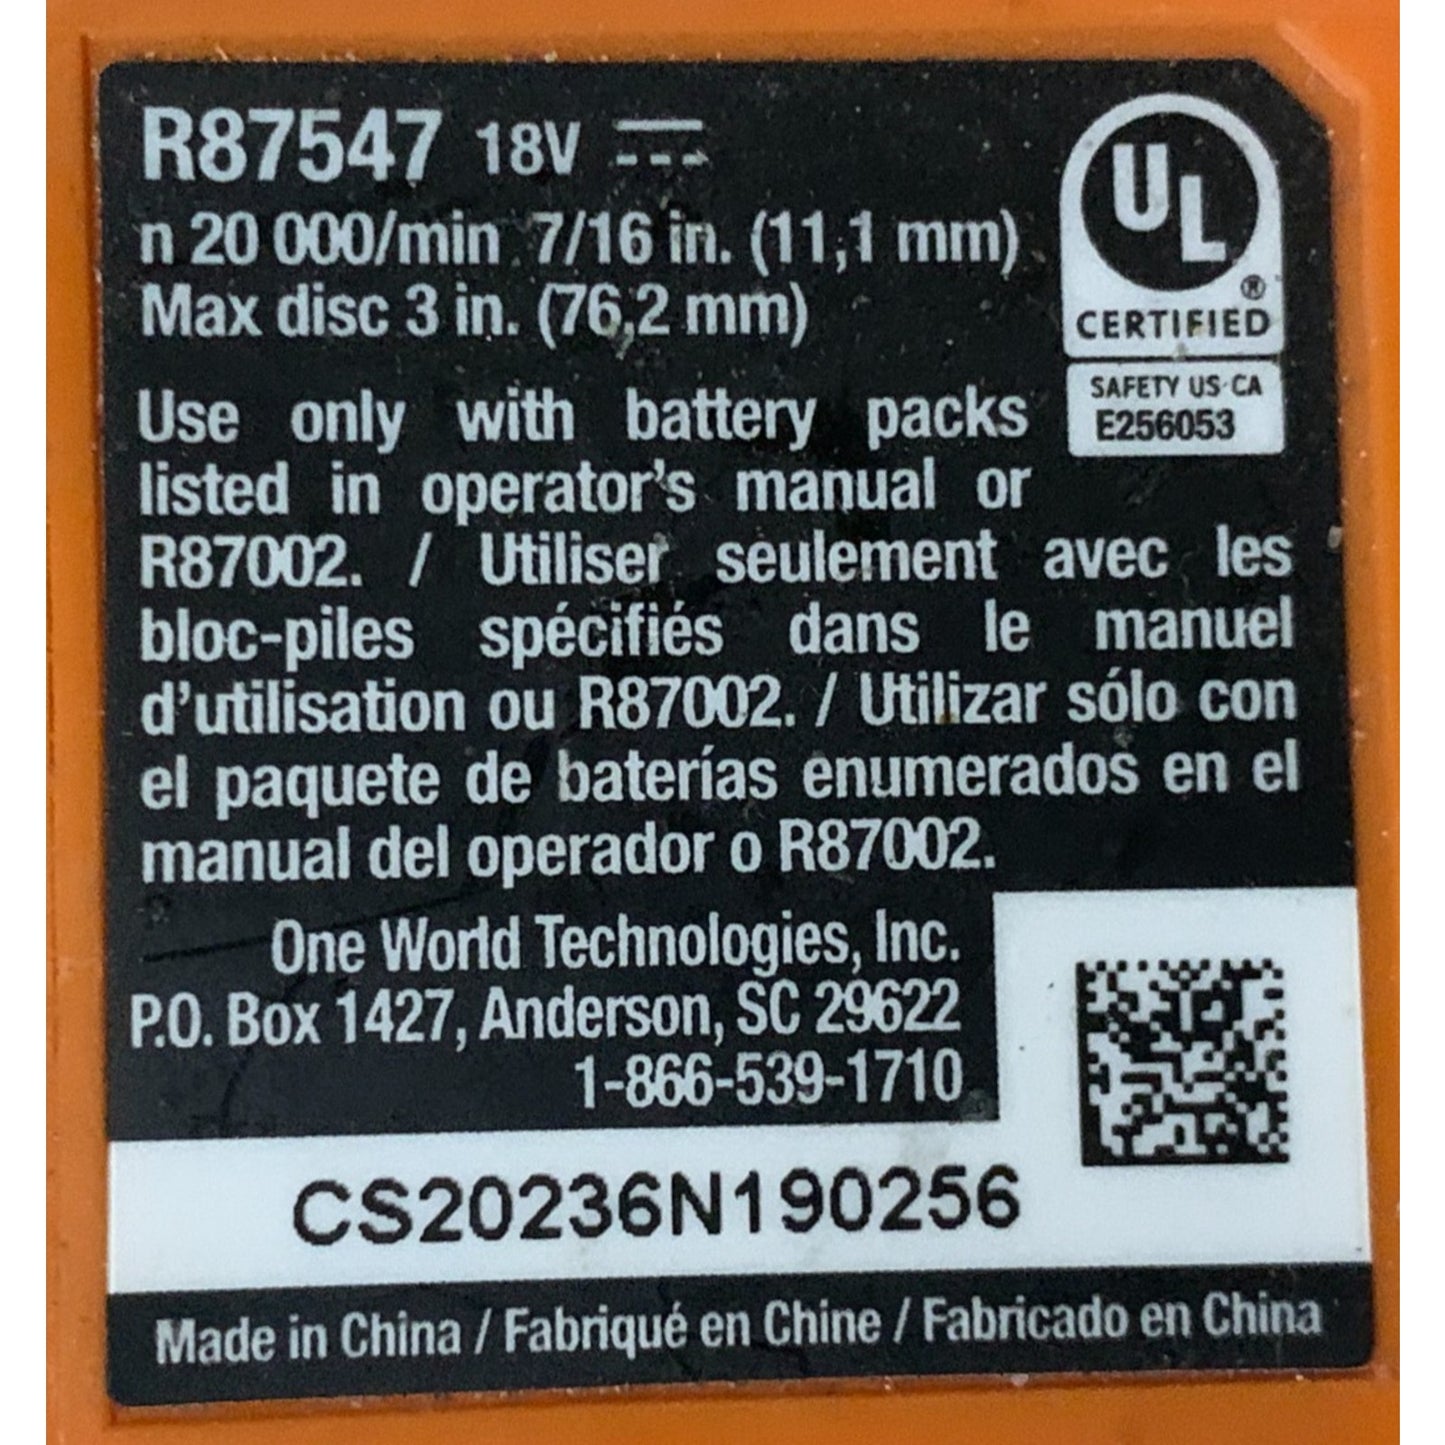 R87547 18V
n 20 000/min 7/16 in. (11,1 mm)
Max disc 3 in. (76,2 mm)
UL
®
CERTIFIED
SAFETY US·CA
E256053
Use only with battery packs
listed in operator's manual or
R87002. / Utiliser seulement avec les
bloc-piles spécifiés dans le manuel
d'utilisation ou R87002. / Utilizar sólo con
el paquete de baterías enumerados en el
manual del operador o R87002.
One World Technologies, Inc.
P.O. Box 1427, Anderson, SC 29622
1-866-539-1710
CS20236N190256
Made in China / Fabriqué en Chine / Fabricado en China